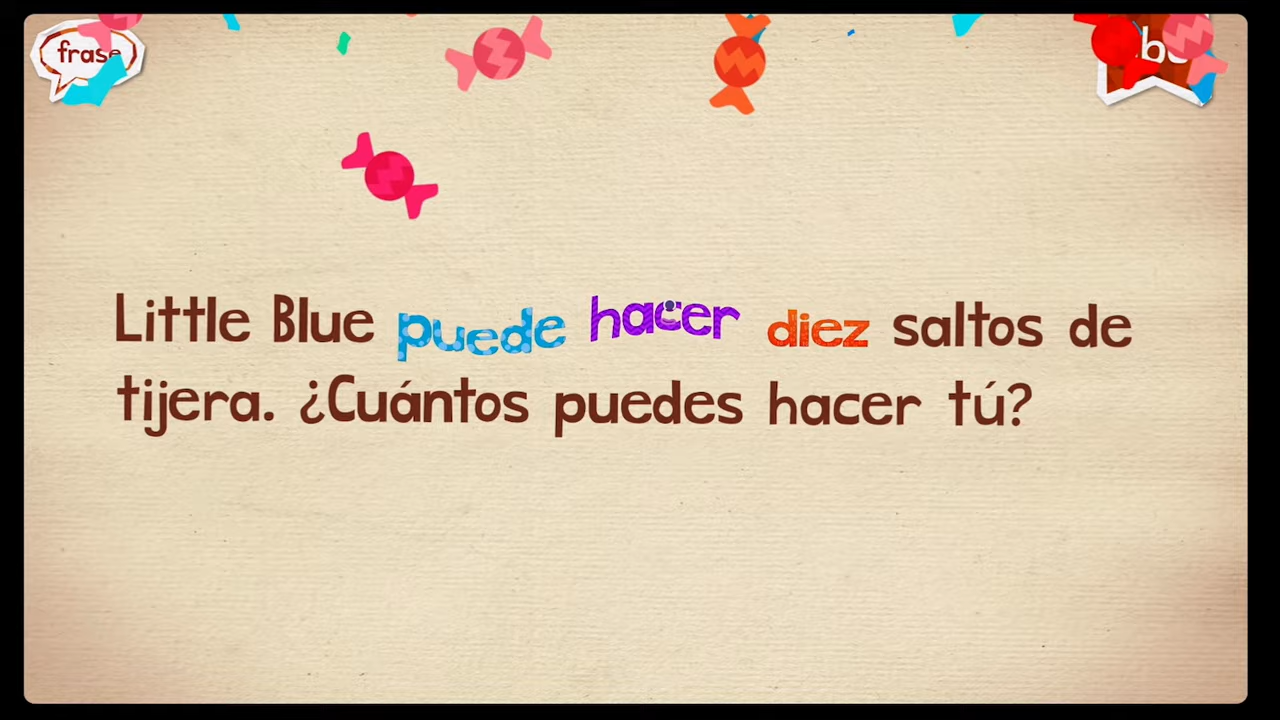 frase
Little Blue puede hacer diez saltos de
tijera. ¿Cuántos puedes hacer tú?